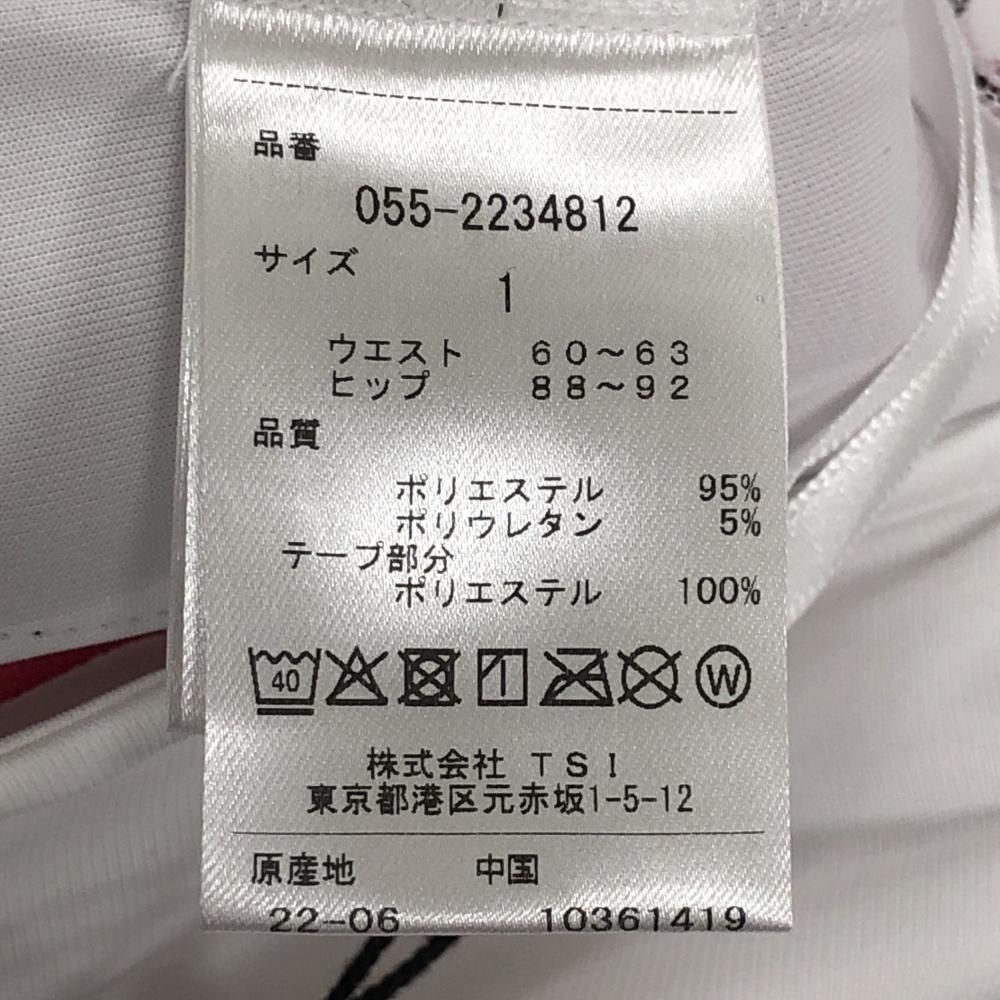 品番
055-2234812
サイズ
1
ウエスト 60～63
ヒップ 88～92
品質
ポリエステル 95%
ポリウレタン 5%
テープ部分
ポリエステル 100%
40 W
株式会社 TSI
東京都港区元赤坂1-5-12
原産地 中国
22-06 10361419